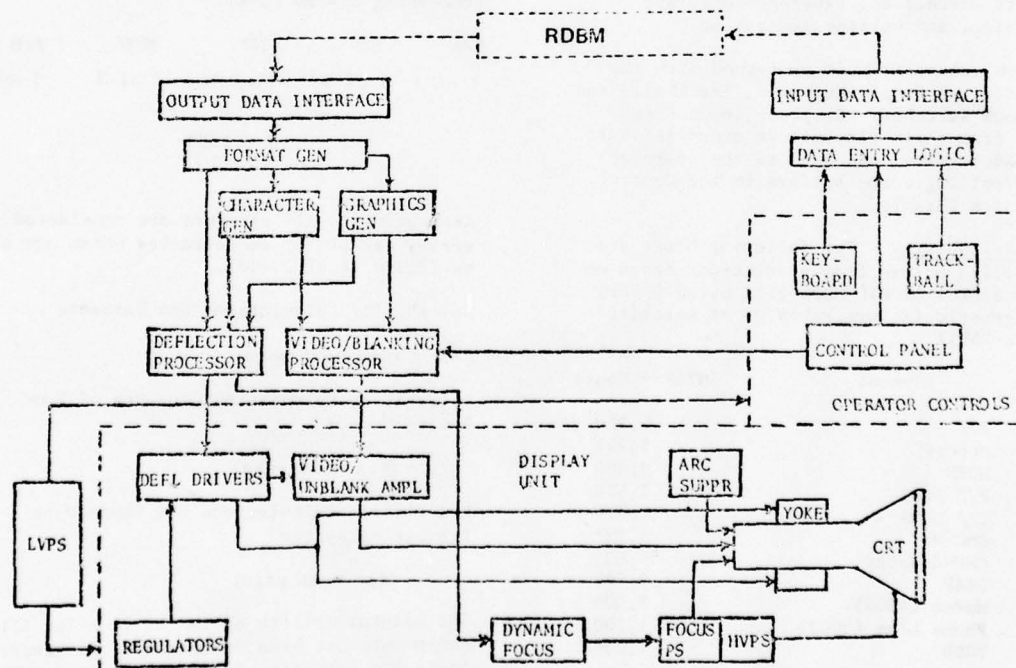 RDBM
OUTPUT DATA INTERFACE
INPUT DATA INTERFACE
FORMAT GEN
DATA ENTRY LOGIC
CHARACTER
GEN
GRAPHICS
GEN
KEY-
BOARD
TRACK-
BALL
DEFLECTION
PROCESSOR
VIDEO/BLANKING
PROCESSOR
CONTROL PANEL
OPERATOR CONTROLS
DEFL DRIVERS
VIDEO/
UNBLANK AMPL
DISPLAY
UNIT
ARC
SUPPR
YOKE
LVPS
CRT
REGULATORS
DYNAMIC
FOCUS
FOCUS
PS
HVPS